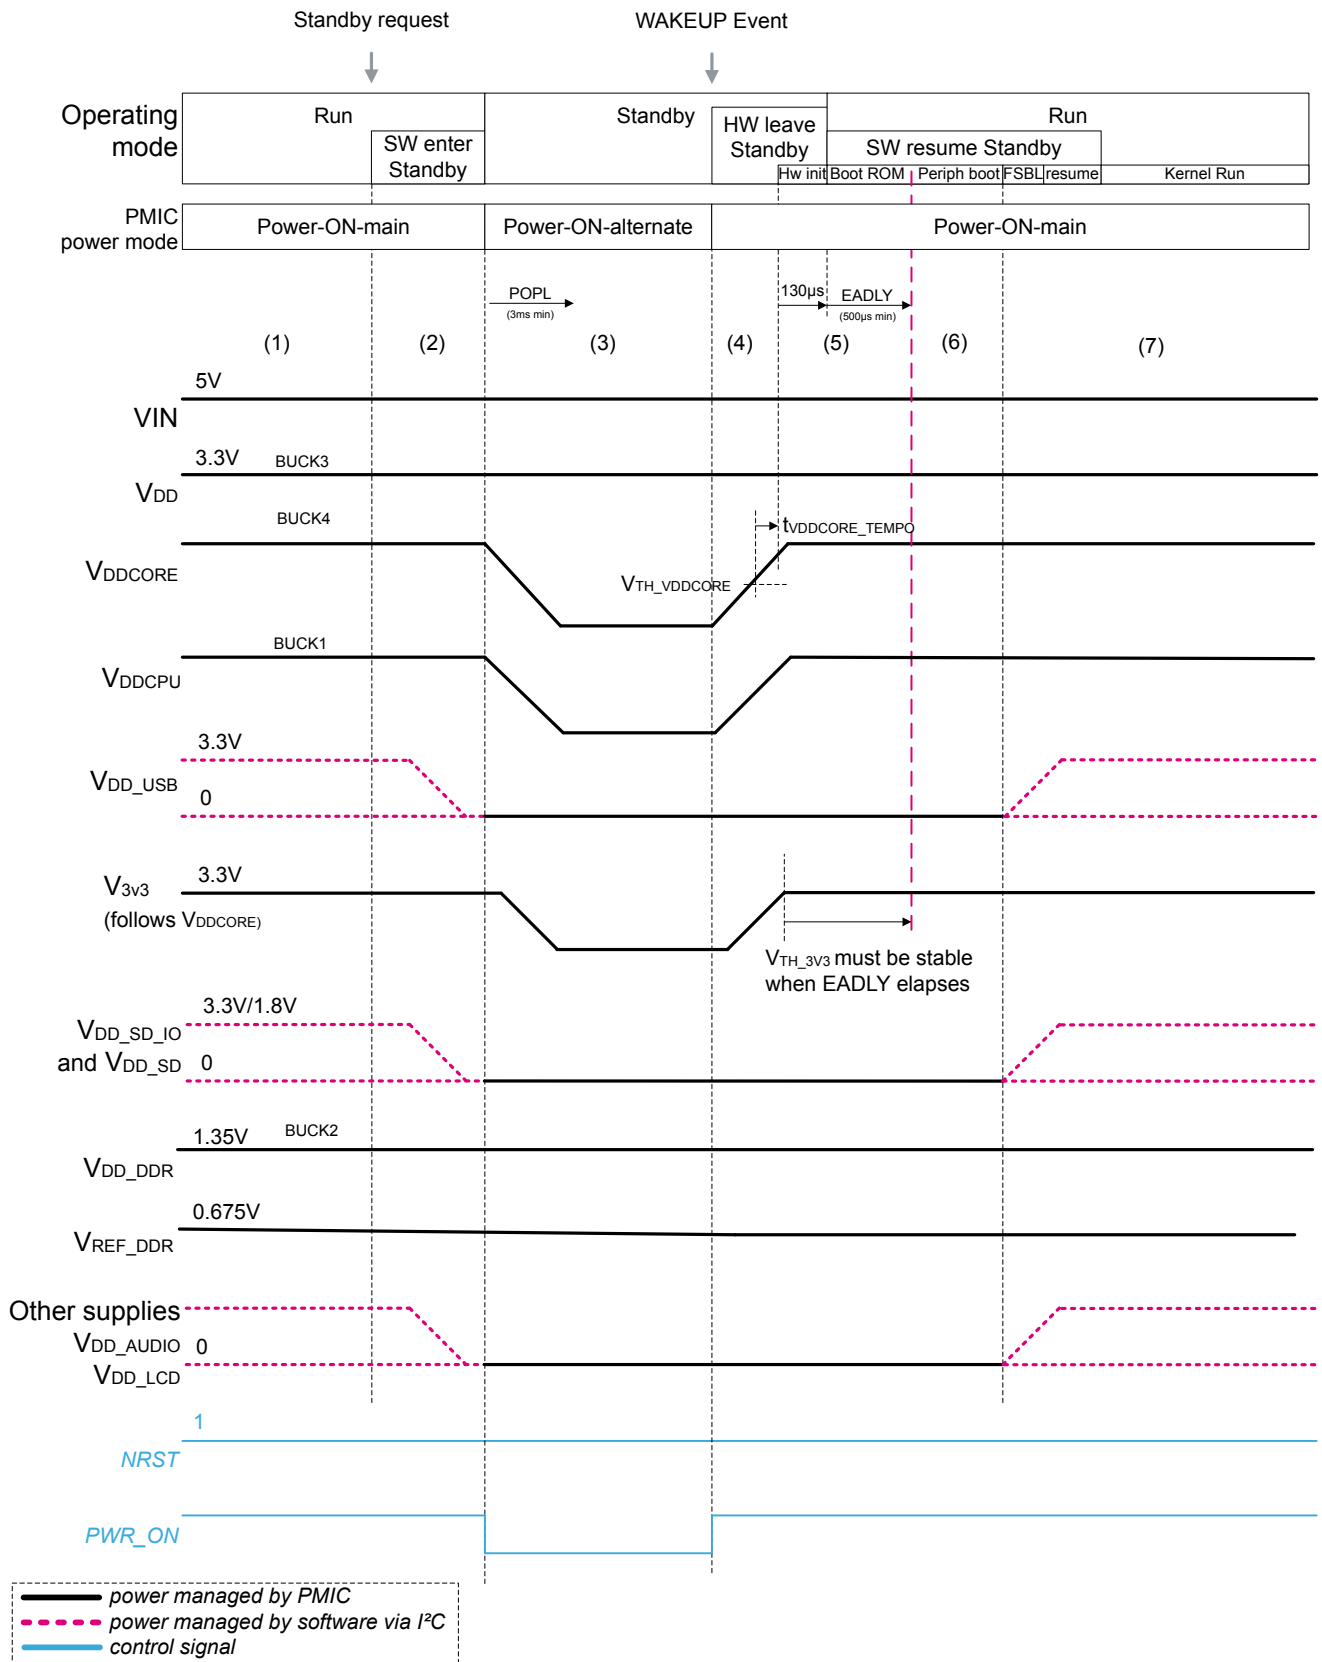 Standby request
WAKEUP Event
Operating
mode
Run
Standby
Run
SW enter
Standby
HW leave
Standby
SW resume Standby
Hw init
Boot ROM
Periph boot
FSBL
resume
Kernel Run
PMIC
power mode
Power-ON-main
Power-ON-alternate
Power-ON-main
POPL
(3ms min)
130µs
EADLY
(500µs min)
(1)
(2)
(3)
(4)
(5)
(6)
(7)
5V
VIN
3.3V
BUCK3
VDD
BUCK4
tVDDCORE_TEMPO
VDDCORE
VTH_VDDCORE
BUCK1
VDDCPU
3.3V
VDD_USB
0
V3v3
3.3V
(follows VDDCORE)
VTH_3V3 must be stable
when EADLY elapses
3.3V/1.8V
VDD_SD_IO
and VDD_SD
0
1.35V
BUCK2
VDD_DDR
0.675V
VREF_DDR
Other supplies
VDD_AUDIO
0
VDD_LCD
1
NRST
PWR_ON
power managed by PMIC
power managed by software via I²C
control signal